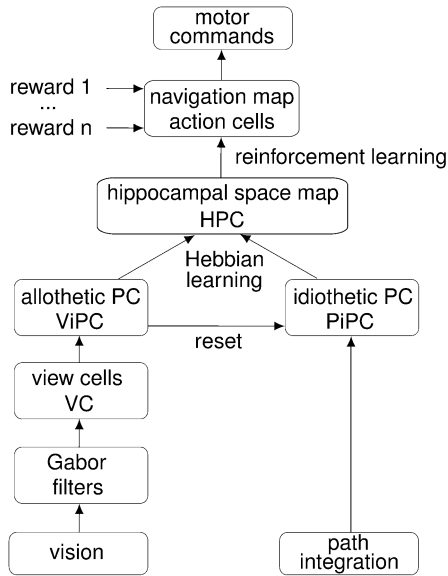 motor
commands
reward 1
...
reward n
navigation map
action cells
reinforcement learning
hippocampal space map
HPC
Hebbian
learning
allothetic PC
ViPC
idiothetic PC
PiPC
reset
view cells
VC
Gabor
filters
vision
path
integration